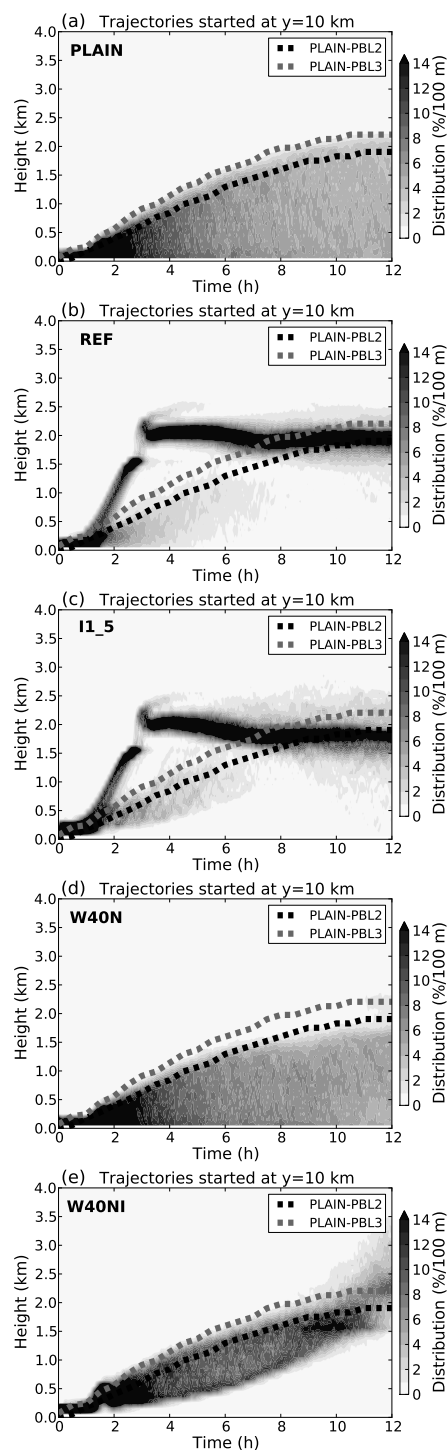 (a) Trajectories started at y=10 km
PLAIN
PLAIN-PBL2
PLAIN-PBL3
4.0
3.5
3.0
2.5
2.0
1.5
1.0
0.5
0.0
Height (km)
0 2 4 6 8 10 12
Time (h)
14
12
10
8
6
4
2
0
Distribution (%/100 m)
(b) Trajectories started at y=10 km
REF
PLAIN-PBL2
PLAIN-PBL3
4.0
3.5
3.0
2.5
2.0
1.5
1.0
0.5
0.0
Height (km)
0 2 4 6 8 10 12
Time (h)
14
12
10
8
6
4
2
0
Distribution (%/100 m)
(c) Trajectories started at y=10 km
I1_5
PLAIN-PBL2
PLAIN-PBL3
4.0
3.5
3.0
2.5
2.0
1.5
1.0
0.5
0.0
Height (km)
0 2 4 6 8 10 12
Time (h)
14
12
10
8
6
4
2
0
Distribution (%/100 m)
(d) Trajectories started at y=10 km
W40N
PLAIN-PBL2
PLAIN-PBL3
4.0
3.5
3.0
2.5
2.0
1.5
1.0
0.5
0.0
Height (km)
0 2 4 6 8 10 12
Time (h)
14
12
10
8
6
4
2
0
Distribution (%/100 m)
(e) Trajectories started at y=10 km
W40NI
PLAIN-PBL2
PLAIN-PBL3
4.0
3.5
3.0
2.5
2.0
1.5
1.0
0.5
0.0
Height (km)
0 2 4 6 8 10 12
Time (h)
14
12
10
8
6
4
2
0
Distribution (%/100 m)